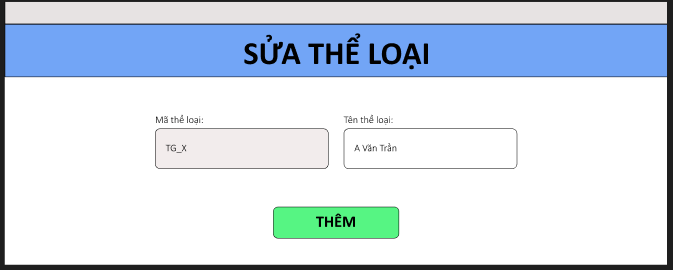 SỬA THỂ LOẠI
Mã thể loại:
Tên thể loại:
TG_X
A Văn Trần
THÊM